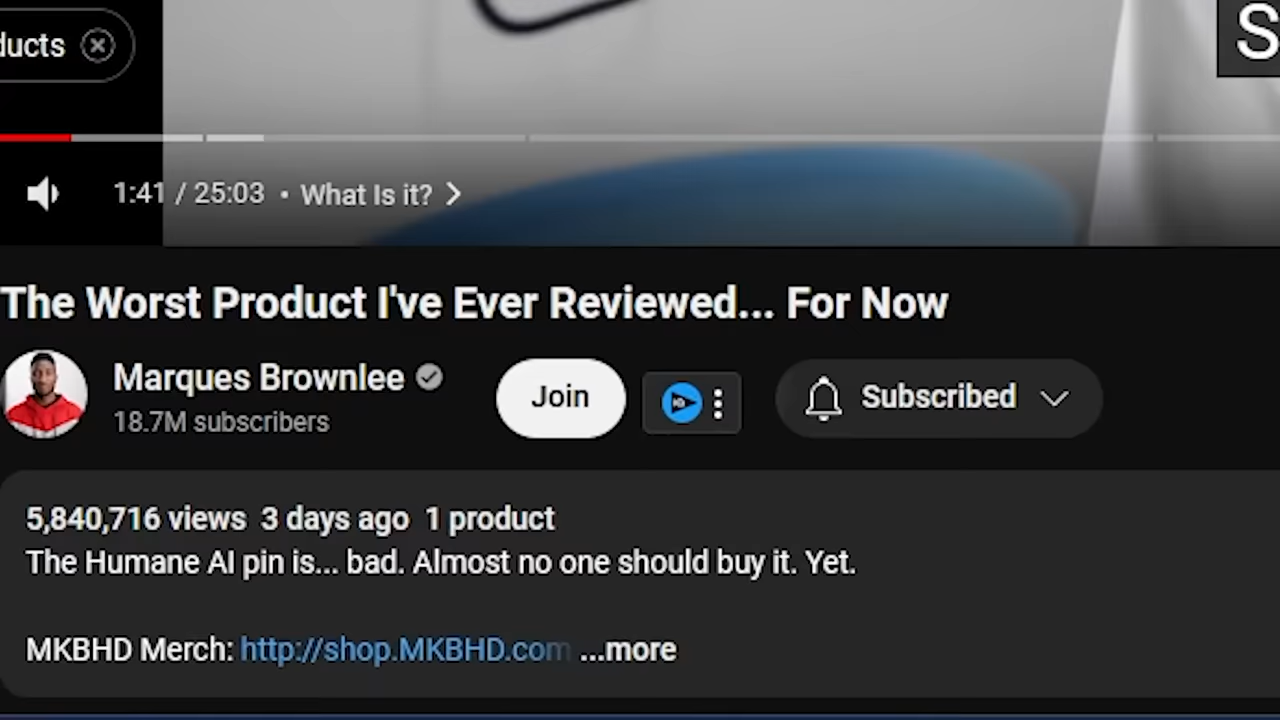 S
1:41 / 25:03 • What Is it? >
The Worst Product I've Ever Reviewed... For Now
Marques Brownlee
18.7M subscribers
Join
Subscribed
5,840,716 views 3 days ago 1 product
The Humane AI pin is... bad. Almost no one should buy it. Yet.
MKBHD Merch: http://shop.MKBHD.com ...more